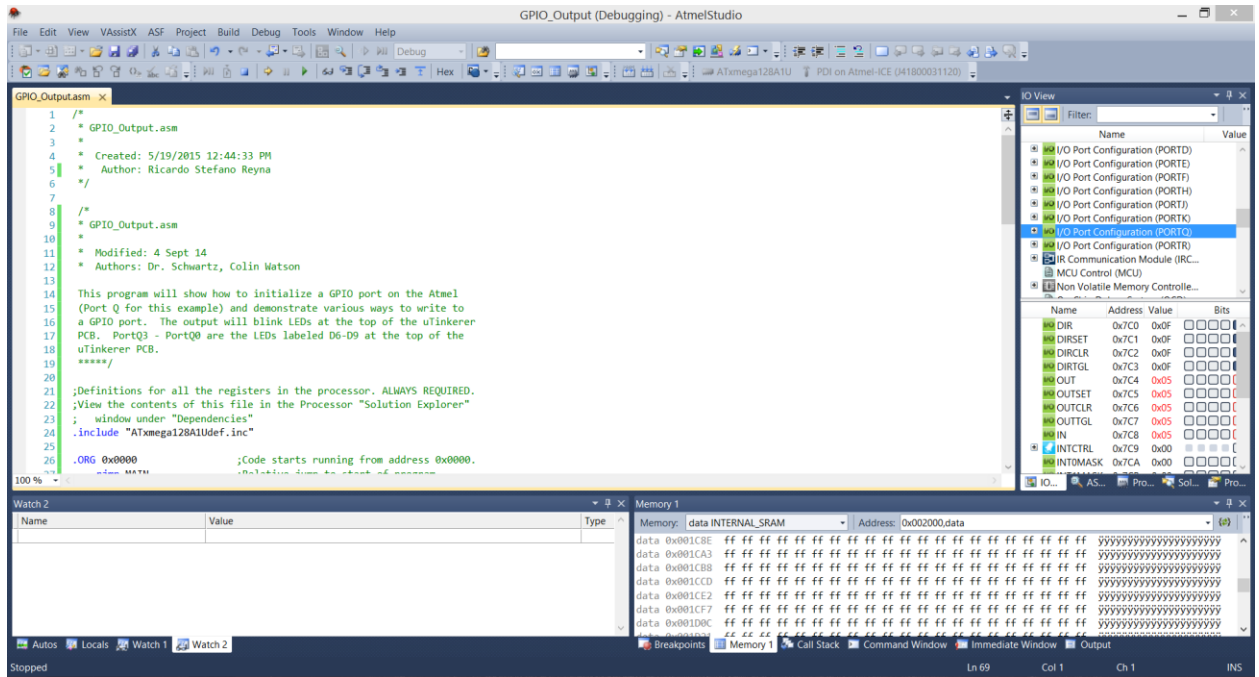 GPIO_Output (Debugging) - AtmelStudio
File Edit View VAssistX ASF Project Build Debug Tools Window Help
Debug
Hex
ATxmega128A1U PDI on Atmel-ICE (J41800031120)
GPIO_Output.asm
1 /*
2 * GPIO_Output.asm
3 *
4 * Created: 5/19/2015 12:44:33 PM
5 * Author: Ricardo Stefano Reyna
6 */
7
8 /*
9 * GPIO_Output.asm
10 *
11 * Modified: 4 Sept 14
12 * Authors: Dr. Schwartz, Colin Watson
13
14 This program will show how to initialize a GPIO port on the Atmel
15 (Port Q for this example) and demonstrate various ways to write to
16 a GPIO port. The output will blink LEDs at the top of the uTinkerer
17 PCB. PortQ3 - PortQ0 are the LEDs labeled D6-D9 at the top of the
18 uTinkerer PCB.
19 *****/
20
21 ;Definitions for all the registers in the processor. ALWAYS REQUIRED.
22 ;View the contents of this file in the Processor "Solution Explorer"
23 ; window under "Dependencies"
24 .include "ATxmega128A1Udef.inc"
25
26 .ORG 0x0000 ;Code starts running from address 0x0000.
100 %
IO View
Filter:
Name Value
I/O Port Configuration (PORTD)
I/O Port Configuration (PORTE)
I/O Port Configuration (PORTF)
I/O Port Configuration (PORTH)
I/O Port Configuration (PORTJ)
I/O Port Configuration (PORTK)
I/O Port Configuration (PORTQ)
I/O Port Configuration (PORTR)
IR Communication Module (IRC...
MCU Control (MCU)
Non Volatile Memory Controlle...
Name Address Value Bits
DIR 0x7C0 0x0F
DIRSET 0x7C1 0x0F
DIRCLR 0x7C2 0x0F
DIRTGL 0x7C3 0x0F
OUT 0x7C4 0x05
OUTSET 0x7C5 0x05
OUTCLR 0x7C6 0x05
OUTTGL 0x7C7 0x05
IN 0x7C8 0x05
INTCTRL 0x7C9 0x00
INT0MASK 0x7CA 0x00
IO... AS... Pro... Sol... Pro...
Watch 2
Name Value Type
Autos Locals Watch 1 Watch 2
Memory 1
Memory: data INTERNAL_SRAM Address: 0x002000,data
data 0x001C8E ff ff ff ff ff ff ff ff ff ff ff ff ff ff ff ff ff ff ff ff ff ÿÿÿÿÿÿÿÿÿÿÿÿÿÿÿÿÿÿÿÿÿ
data 0x001CA3 ff ff ff ff ff ff ff ff ff ff ff ff ff ff ff ff ff ff ff ff ff ÿÿÿÿÿÿÿÿÿÿÿÿÿÿÿÿÿÿÿÿÿ
data 0x001CB8 ff ff ff ff ff ff ff ff ff ff ff ff ff ff ff ff ff ff ff ff ff ÿÿÿÿÿÿÿÿÿÿÿÿÿÿÿÿÿÿÿÿÿ
data 0x001CCD ff ff ff ff ff ff ff ff ff ff ff ff ff ff ff ff ff ff ff ff ff ÿÿÿÿÿÿÿÿÿÿÿÿÿÿÿÿÿÿÿÿÿ
data 0x001CE2 ff ff ff ff ff ff ff ff ff ff ff ff ff ff ff ff ff ff ff ff ff ÿÿÿÿÿÿÿÿÿÿÿÿÿÿÿÿÿÿÿÿÿ
data 0x001CF7 ff ff ff ff ff ff ff ff ff ff ff ff ff ff ff ff ff ff ff ff ff ÿÿÿÿÿÿÿÿÿÿÿÿÿÿÿÿÿÿÿÿÿ
data 0x001D0C ff ff ff ff ff ff ff ff ff ff ff ff ff ff ff ff ff ff ff ff ff ÿÿÿÿÿÿÿÿÿÿÿÿÿÿÿÿÿÿÿÿÿ
Breakpoints Memory 1 Call Stack Command Window Immediate Window Output
Stopped Ln 69 Col 1 Ch 1 INS